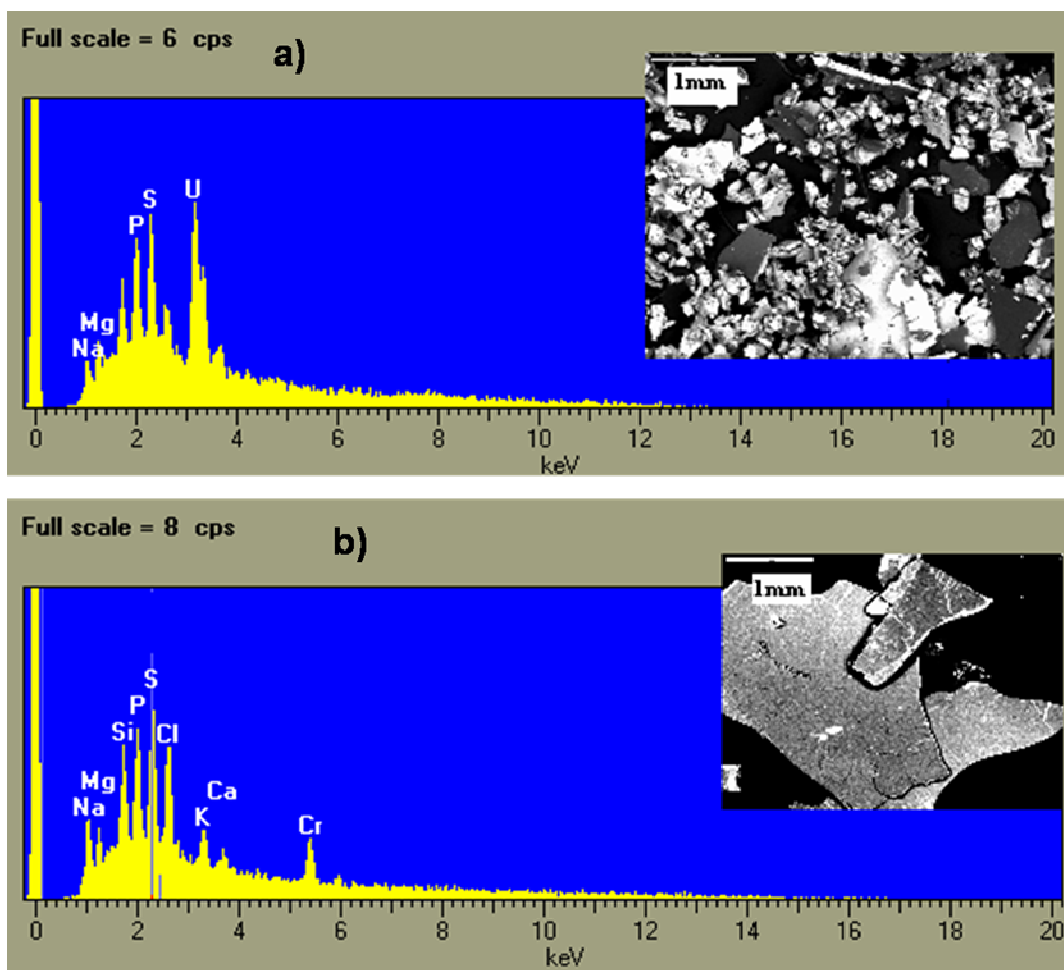 Full scale = 6 cps
a)
1mm
U
S
P
Mg
Na
0 2 4 6 8 10 12 14 16 18 20
keV
Full scale = 8 cps
b)
1mm
S
P
Si Cl
Mg Ca
Na K Cr
0 2 4 6 8 10 12 14 16 18 20
keV